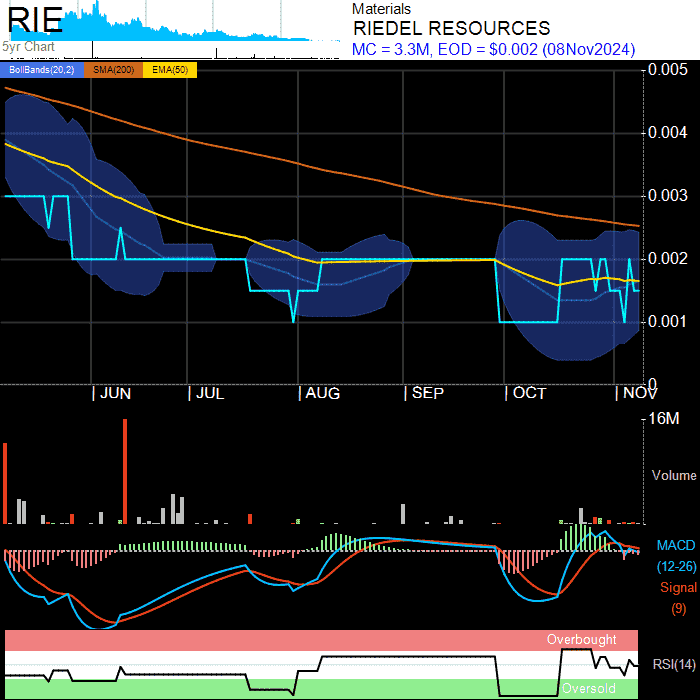 RIE
5yr Chart
Materials
RIEDEL RESOURCES
MC = 3.3M, EOD = $0.002 (08Nov2024)
BollBands(20,2) SMA(200) EMA(50)
0.005
0.004
0.003
0.002
0.001
0
JUN JUL AUG SEP OCT NOV
16M
Volume
MACD
(12-26)
Signal
(9)
Overbought
RSI(14)
Oversold